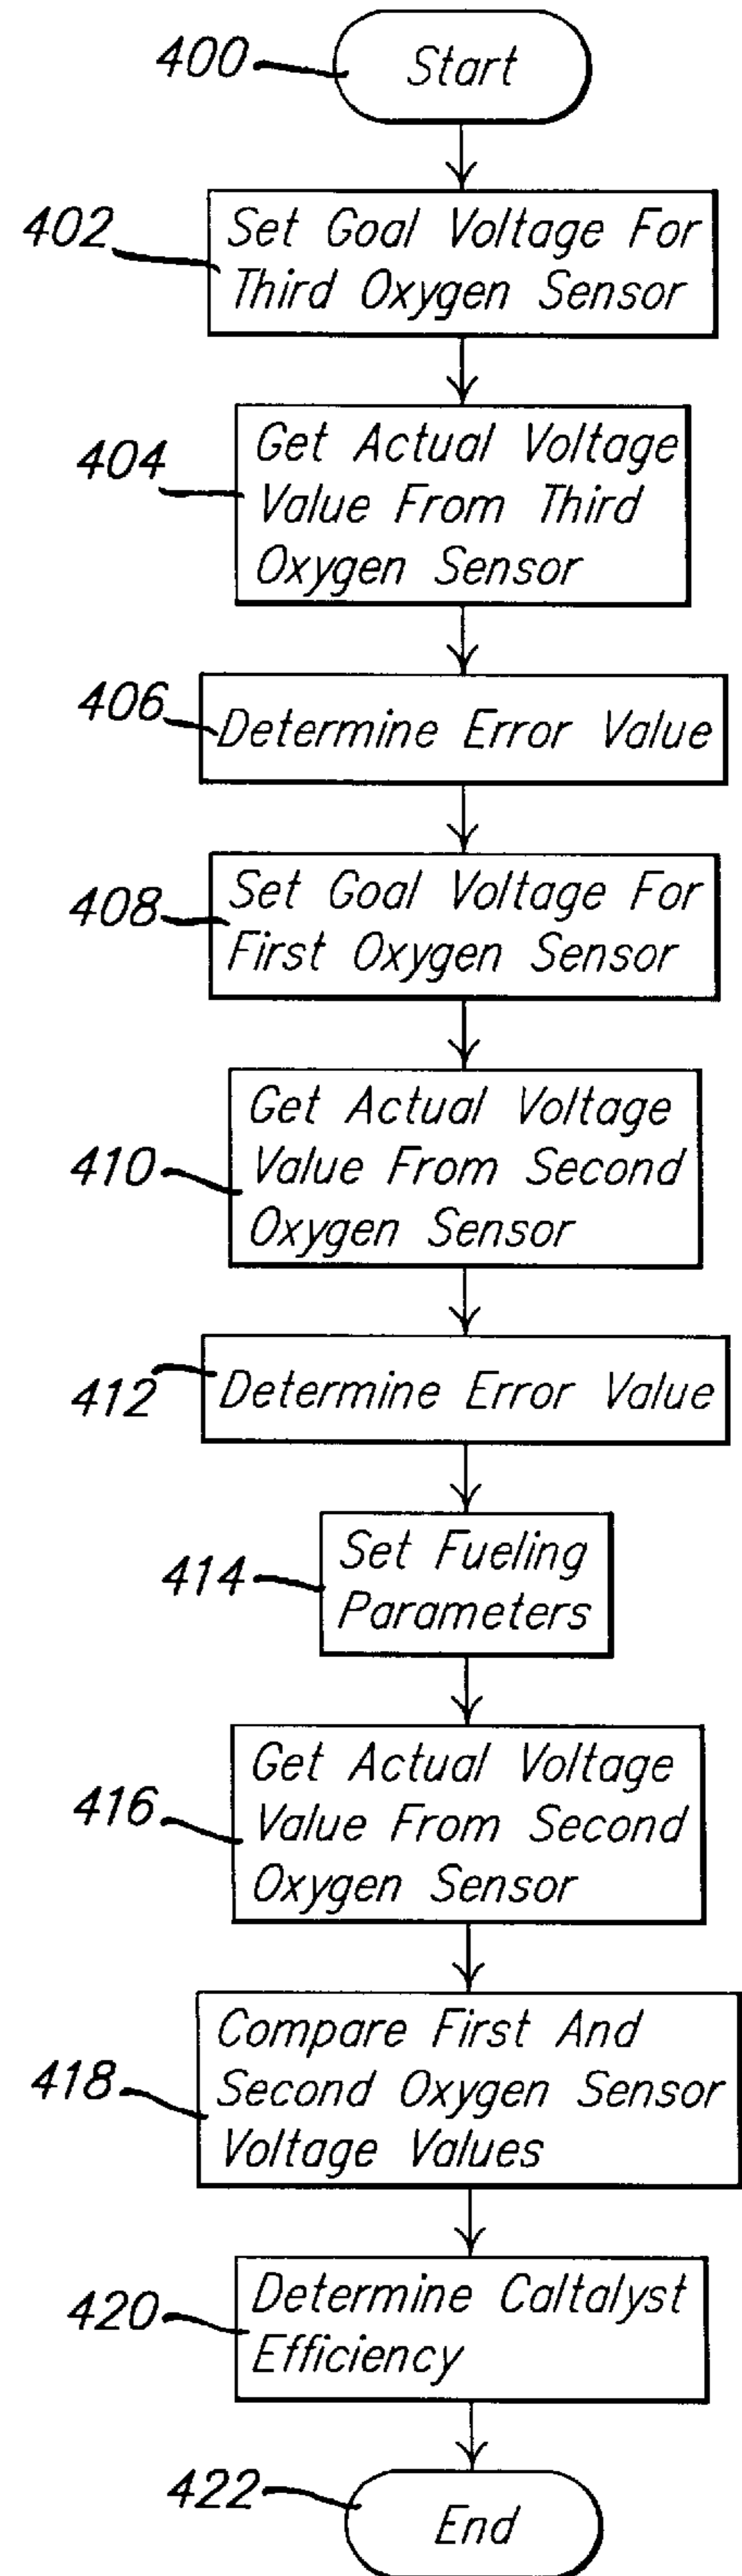 400
Start
402
Set Goal Voltage For
Third Oxygen Sensor
404
Get Actual Voltage
Value From Third
Oxygen Sensor
406
Determine Error Value
408
Set Goal Voltage For
First Oxygen Sensor
410
Get Actual Voltage
Value From Second
Oxygen Sensor
412
Determine Error Value
414
Set Fueling
Parameters
416
Get Actual Voltage
Value From Second
Oxygen Sensor
418
Compare First And
Second Oxygen Sensor
Voltage Values
420
Determine Caltalyst
Efficiency
422
End